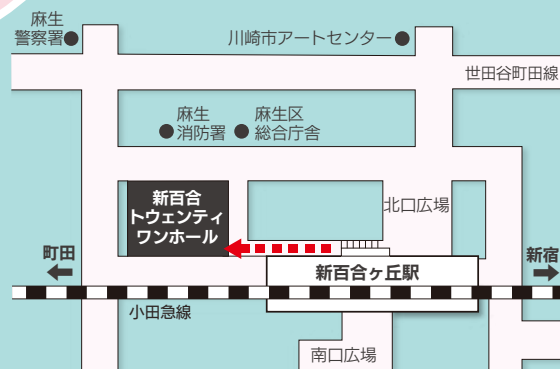 麻生
警察署
川崎市アートセンター
世田谷町田線
麻生
消防署
麻生区
総合庁舎
新百合
トウェンティ
ワンホール
北口広場
町田
新百合ヶ丘駅
新宿
小田急線
南口広場